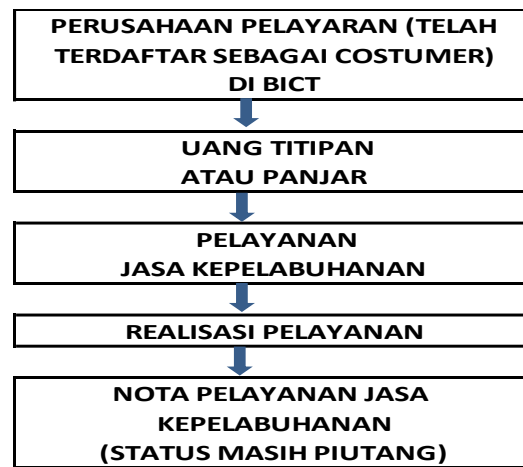 PERUSAHAAN PELAYARAN (TELAH
TERDAFTAR SEBAGAI COSTUMER)
DI BICT
UANG TITIPAN
ATAU PANJAR
PELAYANAN
JASA KEPELABUHANAN
REALISASI PELAYANAN
NOTA PELAYANAN JASA
KEPELABUHANAN
(STATUS MASIH PIUTANG)